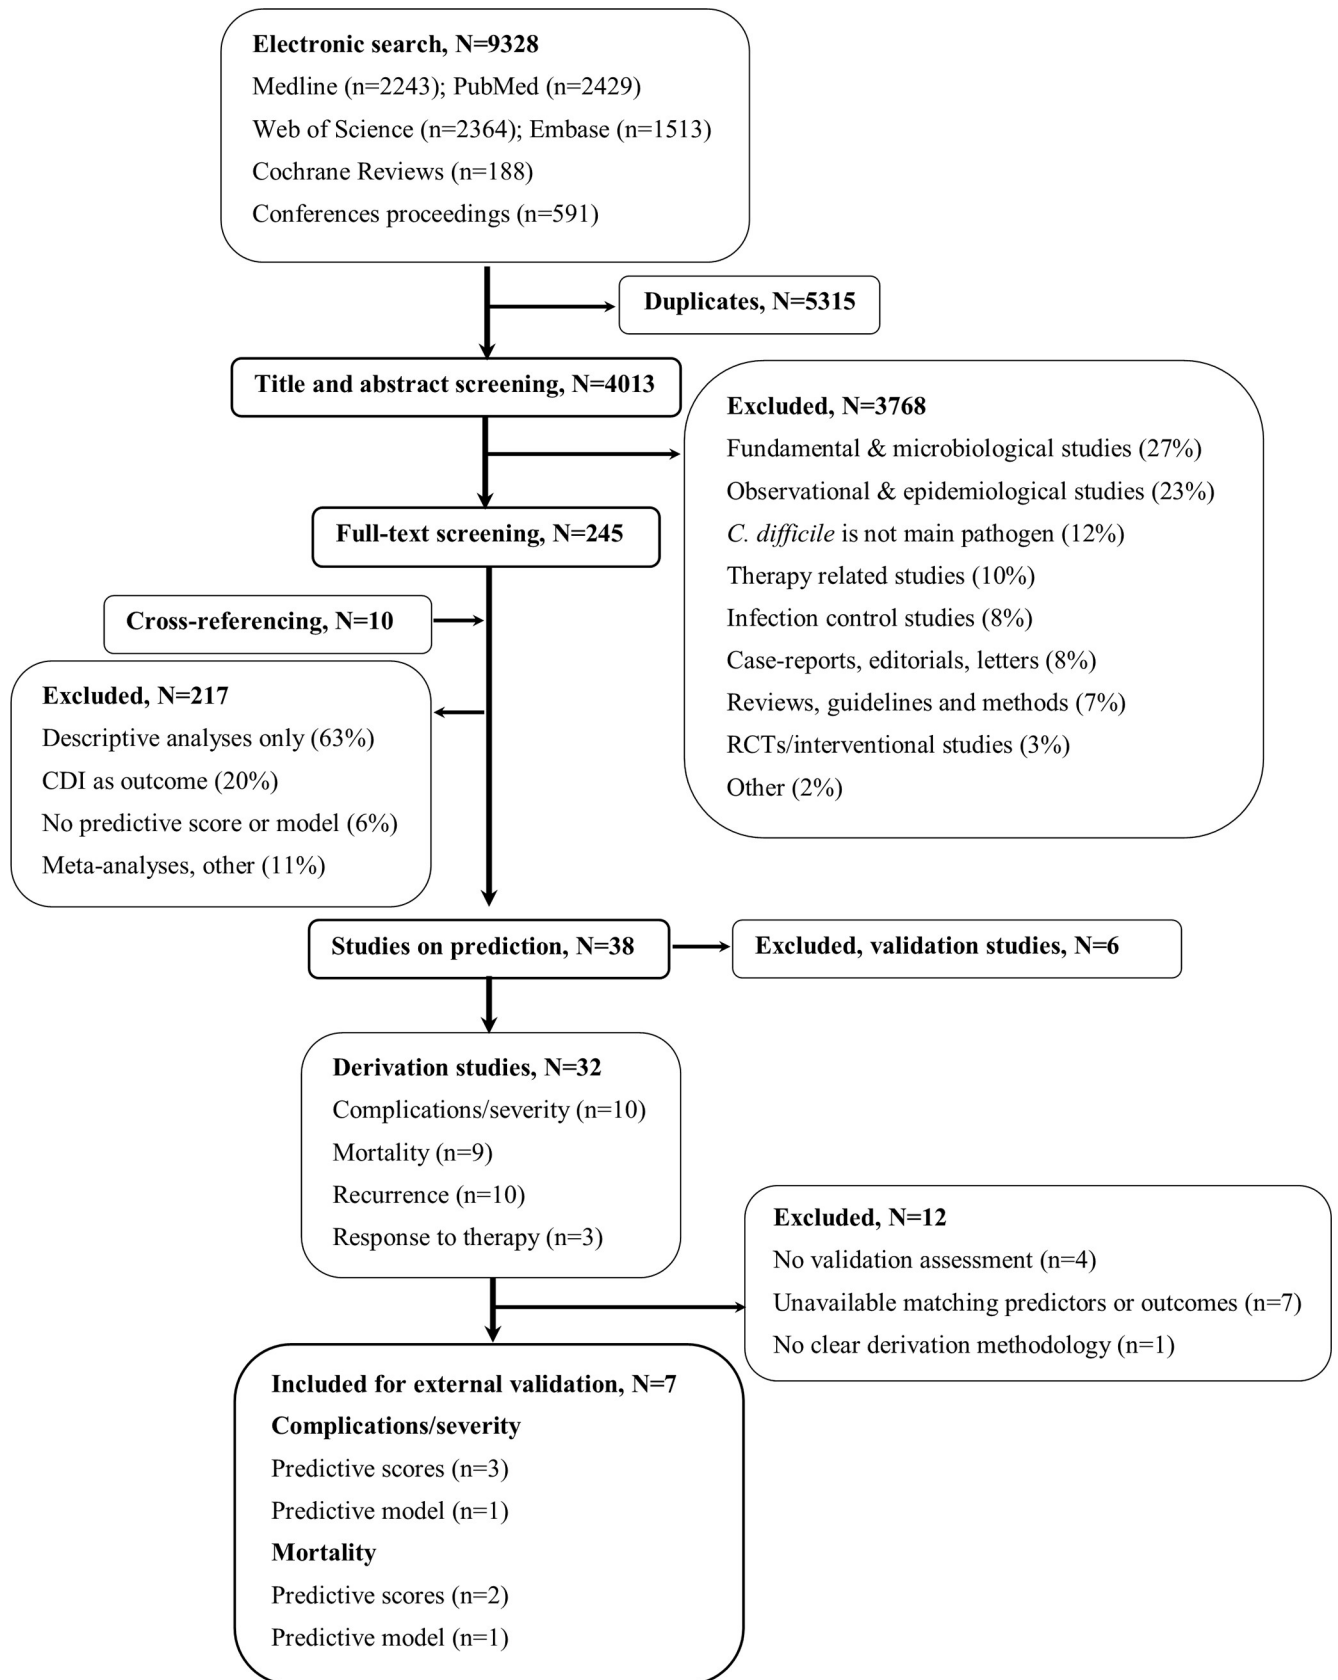 Electronic search, N=9328
Medline (n=2243); PubMed (n=2429)
Web of Science (n=2364); Embase (n=1513)
Cochrane Reviews (n=188)
Conferences proceedings (n=591)
Duplicates, N=5315
Title and abstract screening, N=4013
Excluded, N=3768
Fundamental & microbiological studies (27%)
Observational & epidemiological studies (23%)
C. difficile is not main pathogen (12%)
Therapy related studies (10%)
Infection control studies (8%)
Case-reports, editorials, letters (8%)
Reviews, guidelines and methods (7%)
RCTs/interventional studies (3%)
Other (2%)
Full-text screening, N=245
Cross-referencing, N=10
Excluded, N=217
Descriptive analyses only (63%)
CDI as outcome (20%)
No predictive score or model (6%)
Meta-analyses, other (11%)
Studies on prediction, N=38
Excluded, validation studies, N=6
Derivation studies, N=32
Complications/severity (n=10)
Mortality (n=9)
Recurrence (n=10)
Response to therapy (n=3)
Excluded, N=12
No validation assessment (n=4)
Unavailable matching predictors or outcomes (n=7)
No clear derivation methodology (n=1)
Included for external validation, N=7
Complications/severity
Predictive scores (n=3)
Predictive model (n=1)
Mortality
Predictive scores (n=2)
Predictive model (n=1)